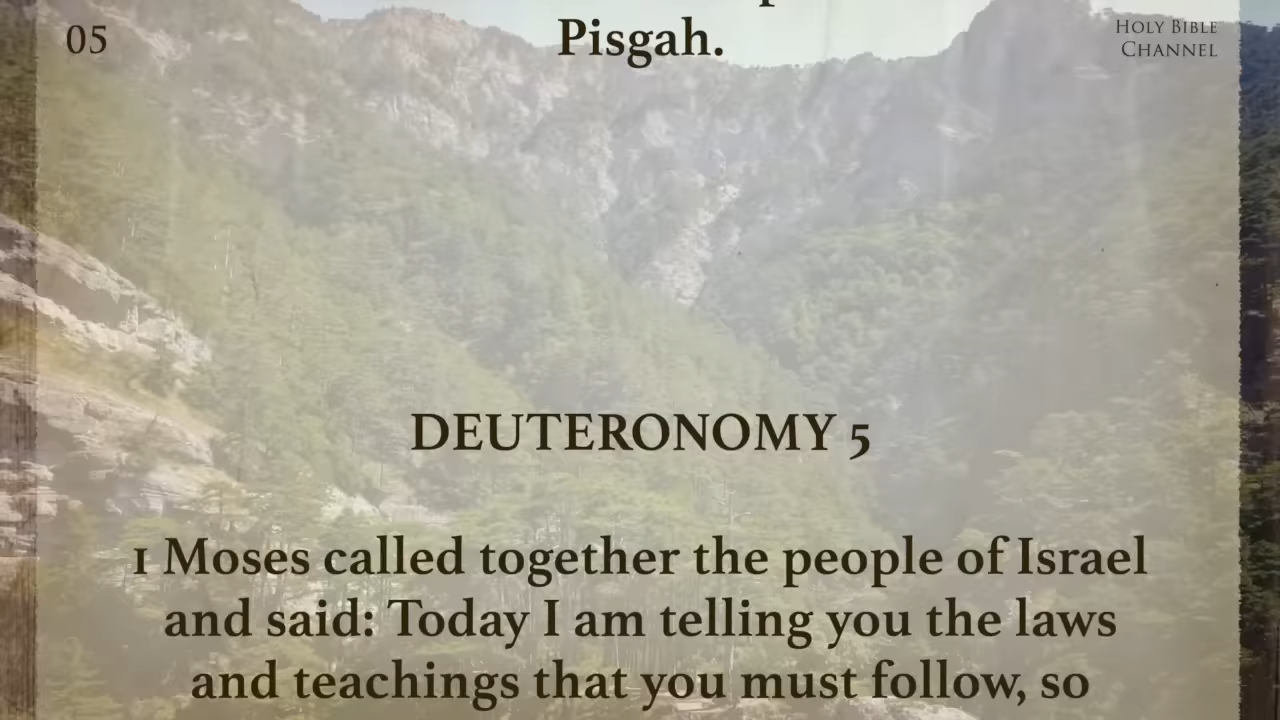 05
HOLY BIBLE
CHANNEL
Pisgah.
DEUTERONOMY 5
1 Moses called together the people of Israel
and said: Today I am telling you the laws
and teachings that you must follow, so